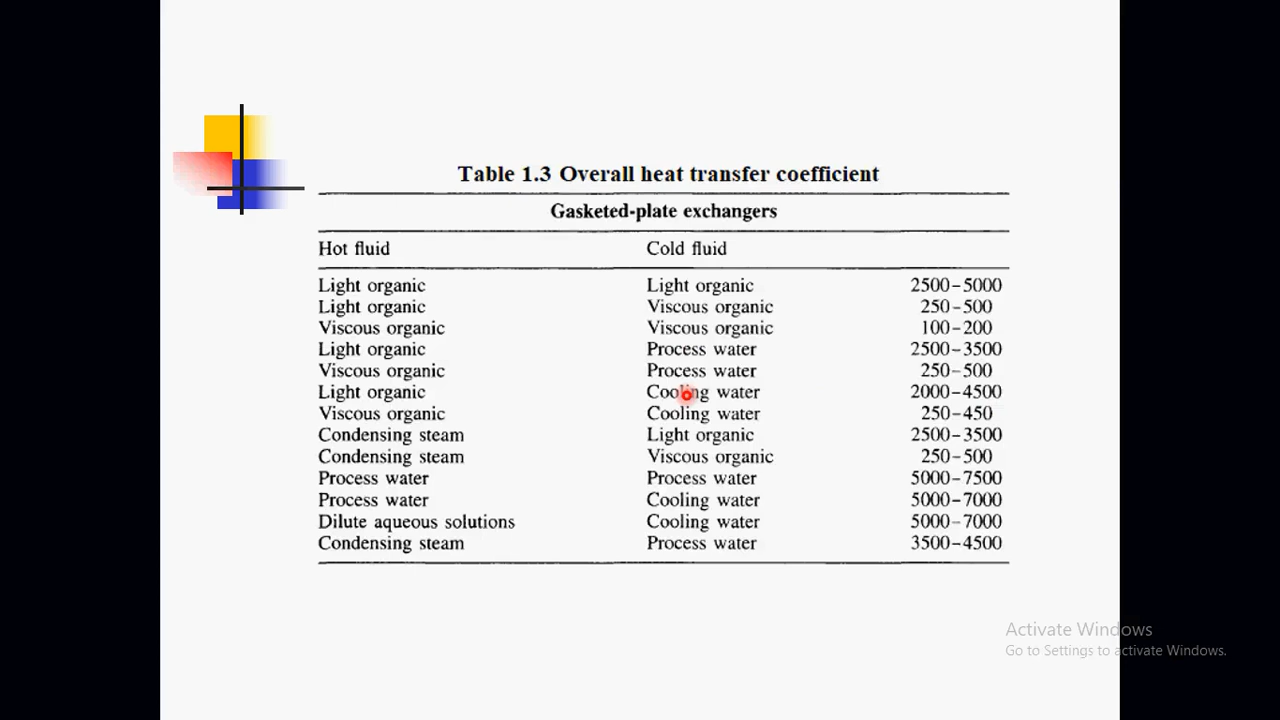 Table 1.3 Overall heat transfer coefficient
Gasketed-plate exchangers
Hot fluid Cold fluid
Light organic Light organic 2500–5000
Light organic Viscous organic 250–500
Viscous organic Viscous organic 100–200
Light organic Process water 2500–3500
Viscous organic Process water 250–500
Light organic Cooling water 2000–4500
Viscous organic Cooling water 250–450
Condensing steam Light organic 2500–3500
Condensing steam Viscous organic 250–500
Process water Process water 5000–7500
Process water Cooling water 5000–7000
Dilute aqueous solutions Cooling water 5000–7000
Condensing steam Process water 3500–4500
Activate Windows
Go to Settings to activate Windows.